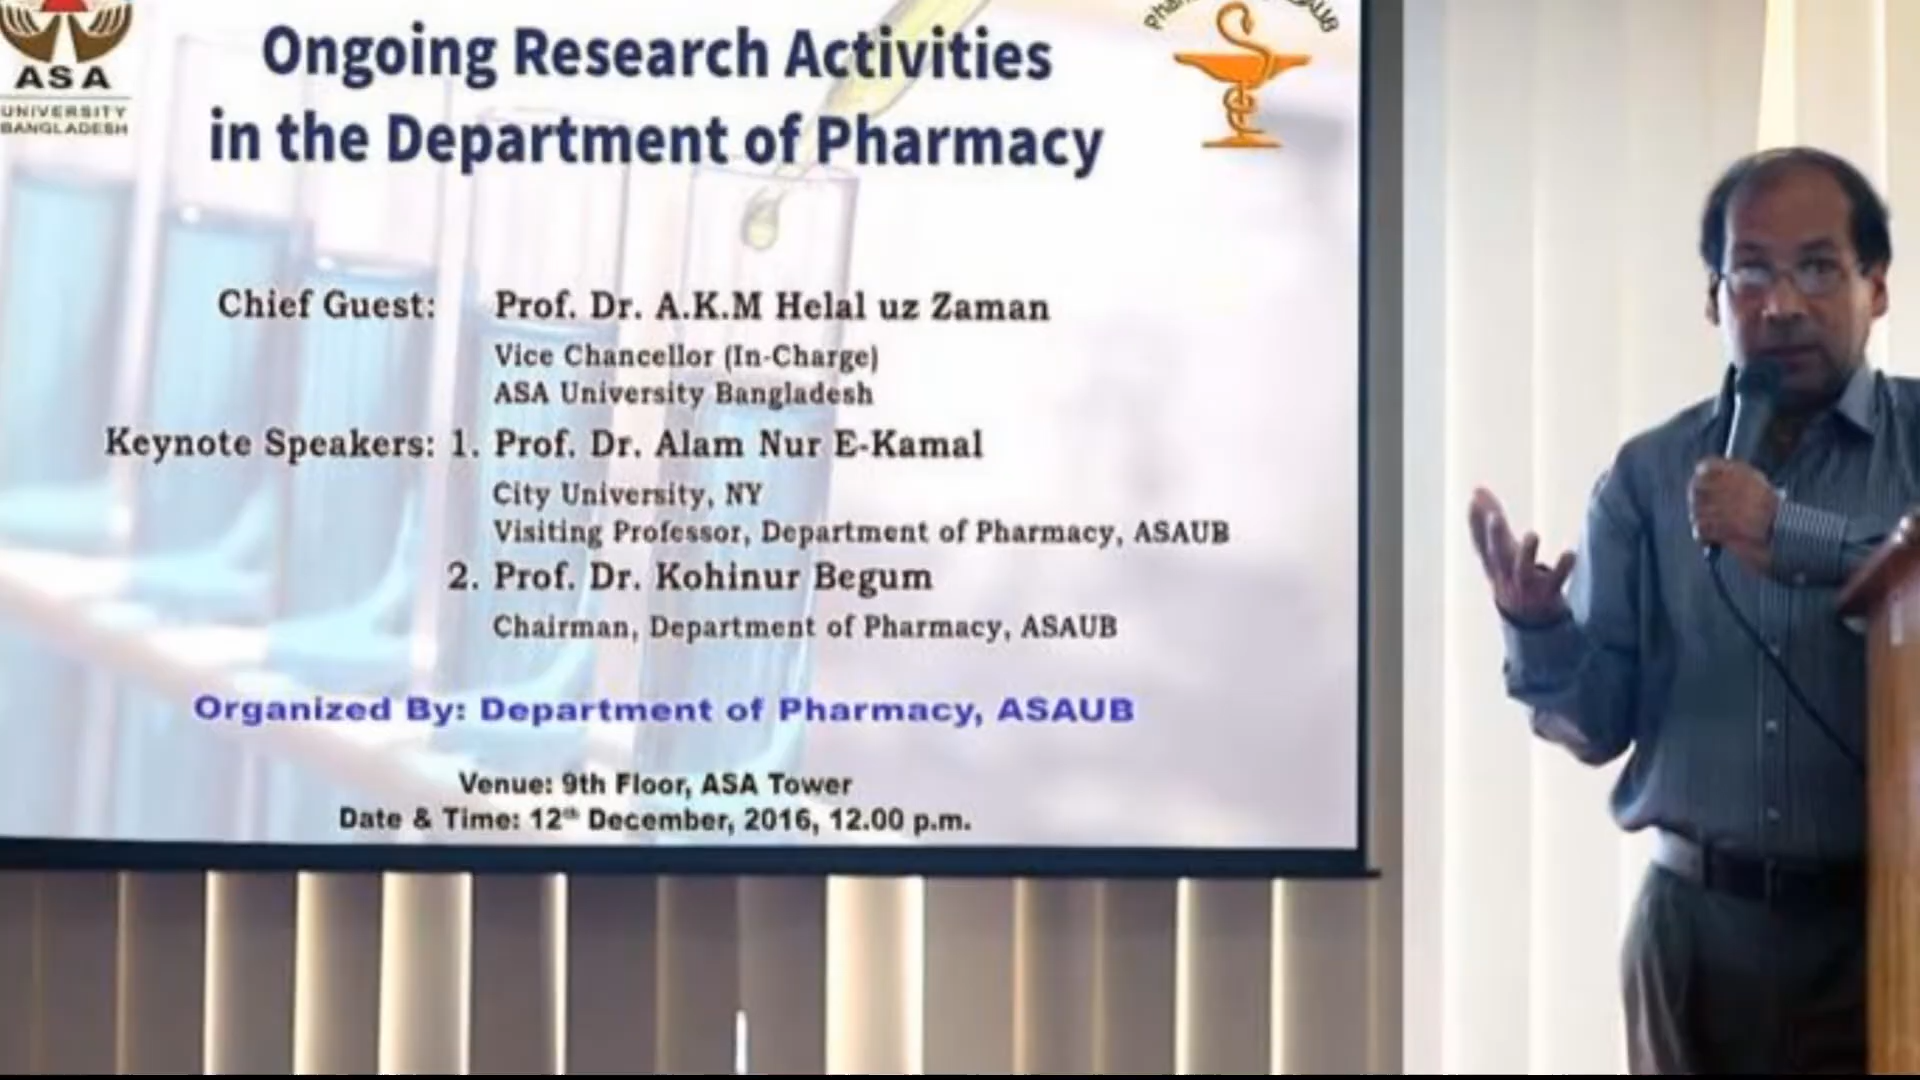 ASA
UNIVERSITY
BANGLADESH
Ongoing Research Activities
in the Department of Pharmacy
Chief Guest: Prof. Dr. A.K.M Helal uz Zaman
Vice Chancellor (In-Charge)
ASA University Bangladesh
Keynote Speakers: 1. Prof. Dr. Alam Nur E-Kamal
City University, NY
Visiting Professor, Department of Pharmacy, ASAUB
2. Prof. Dr. Kohinur Begum
Chairman, Department of Pharmacy, ASAUB
Organized By: Department of Pharmacy, ASAUB
Venue: 9th Floor, ASA Tower
Date & Time: 12th December, 2016, 12.00 p.m.